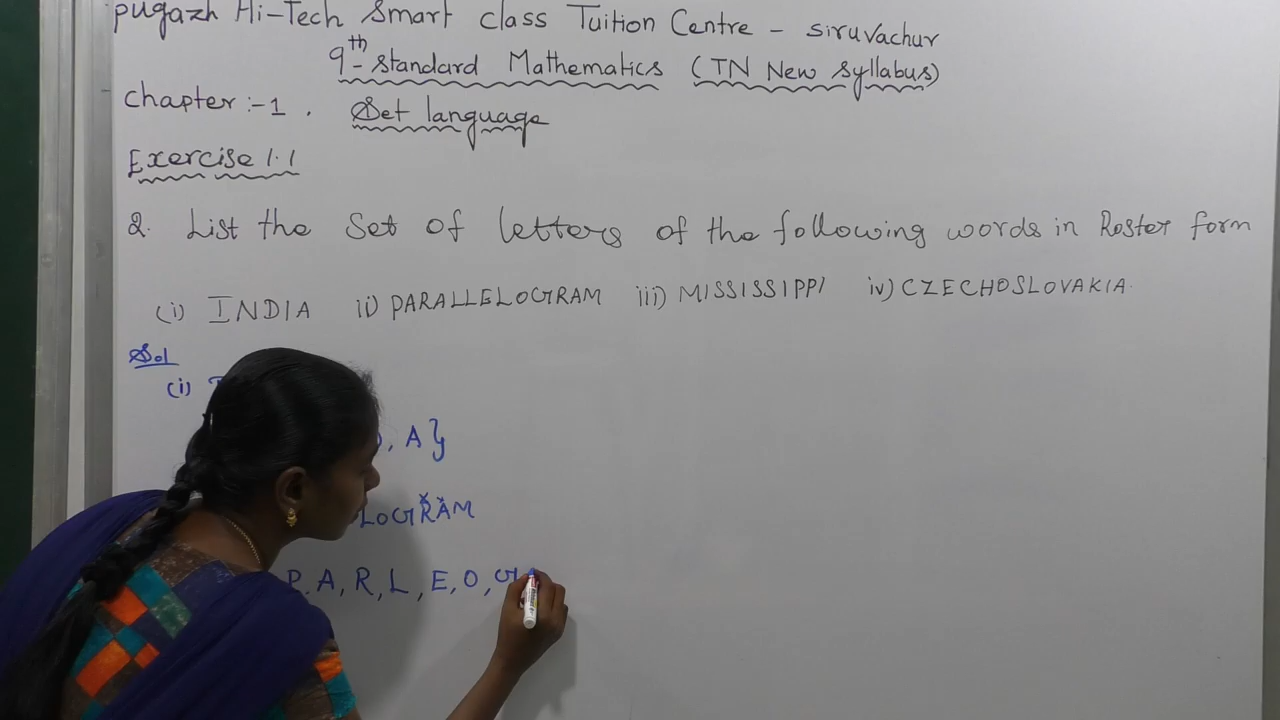 pugazh Hi-Tech Smart class Tuition Centre - siruvachur
9th standard Mathematics (TN New Syllabus)
Chapter :- 1. Set language
Exercise 1.1
2. List the Set of letters of the following words in Roster form
(i) INDIA ii) PARALLELOGRAM iii) MISSISSIPPI iv) CZECHOSLOVAKIA.
Sol
(i)
, A}
LOGRAM
P, A, R, L, E, O, G